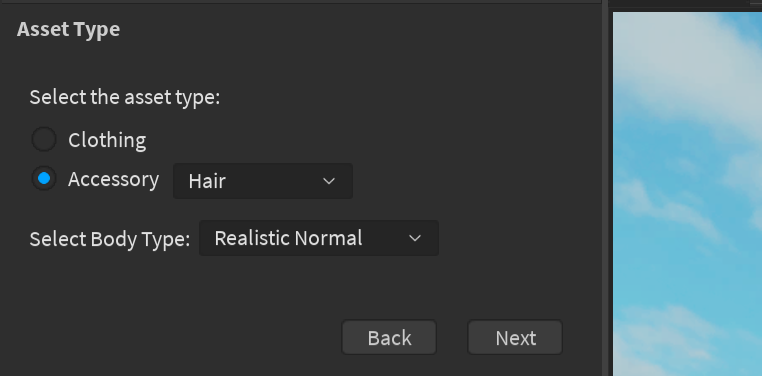 Asset Type
Select the asset type:
Clothing
Accessory Hair
Select Body Type: Realistic Normal
Back Next